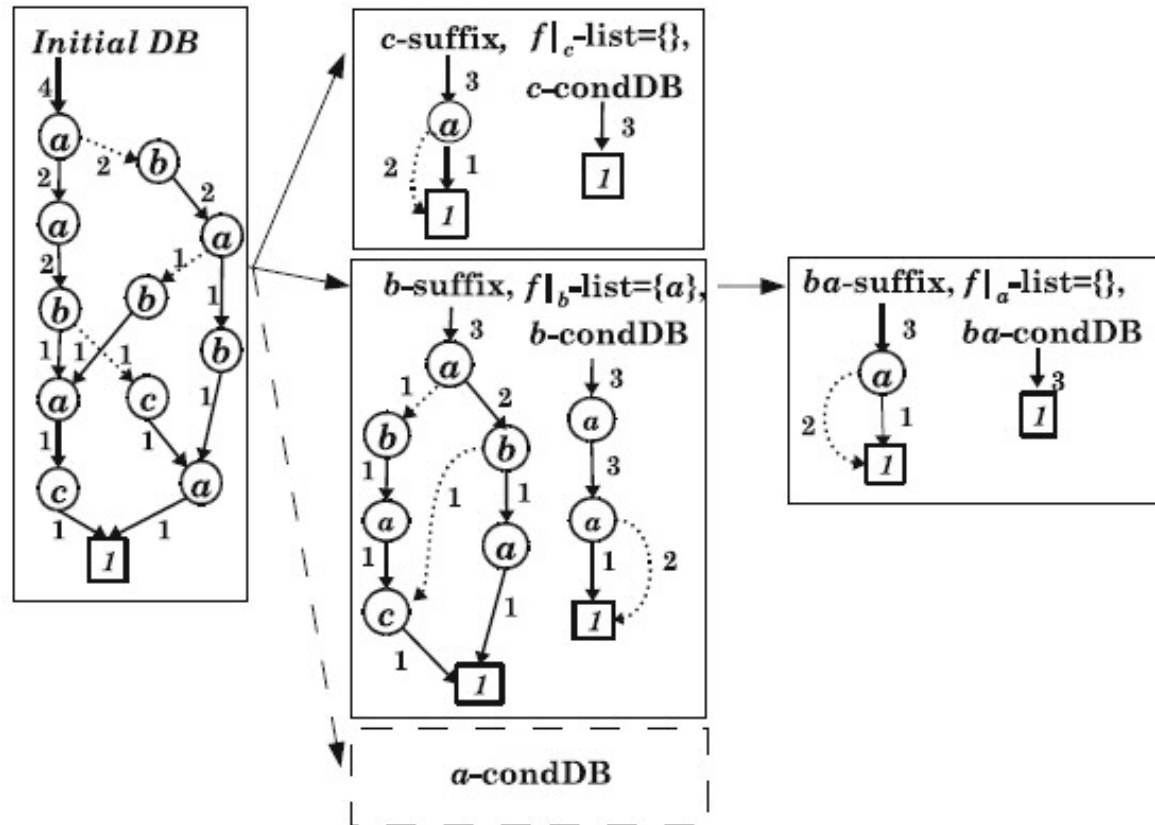 Initial DB
4
a
2
2
b
a
2
2
a
1
b
b
1
1
1
b
a
c
1
1
1
c
a
1
1
1
c-suffix, f|c-list={},
3
c-condDB
a
3
2
1
1
1
b-suffix, f|b-list={a},
3
b-condDB
a
3
1
2
a
b
b
3
1
1
1
a
a
a
1
2
1
c
1
1
1
1
a-condDB
ba-suffix, f|a-list={},
3
ba-condDB
a
3
2
1
1
1